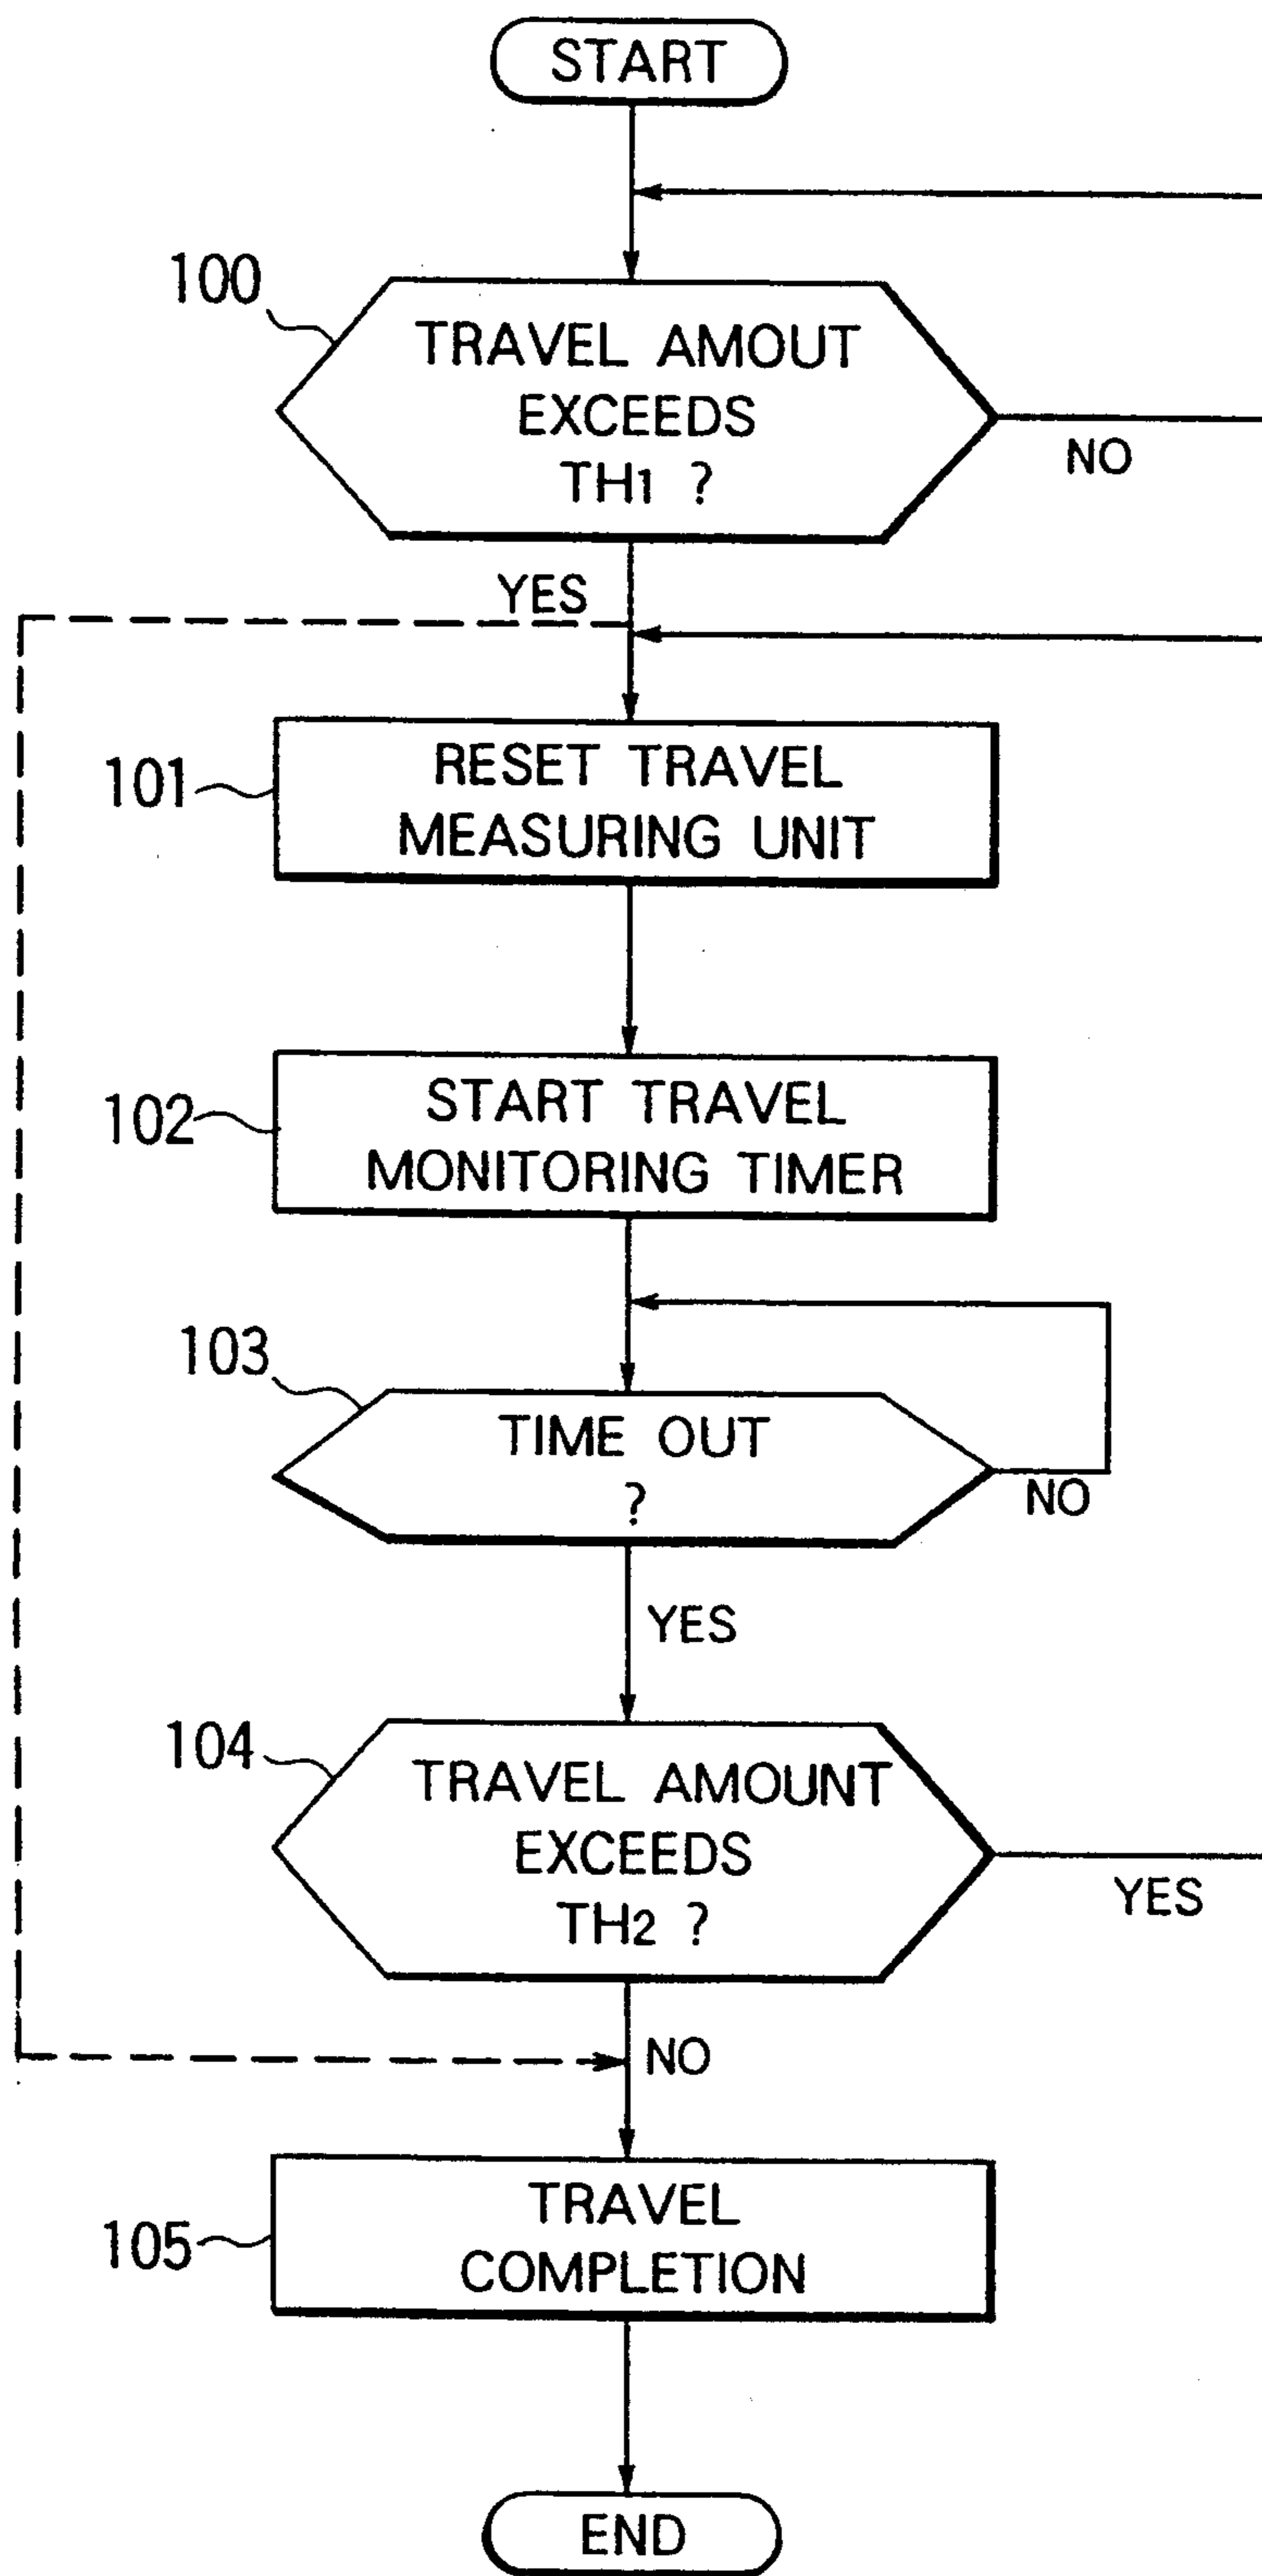 START
100
TRAVEL AMOUT
EXCEEDS
TH1 ?
NO
YES
101
RESET TRAVEL
MEASURING UNIT
102
START TRAVEL
MONITORING TIMER
103
TIME OUT
?
NO
YES
104
TRAVEL AMOUNT
EXCEEDS
TH2 ?
YES
NO
105
TRAVEL
COMPLETION
END